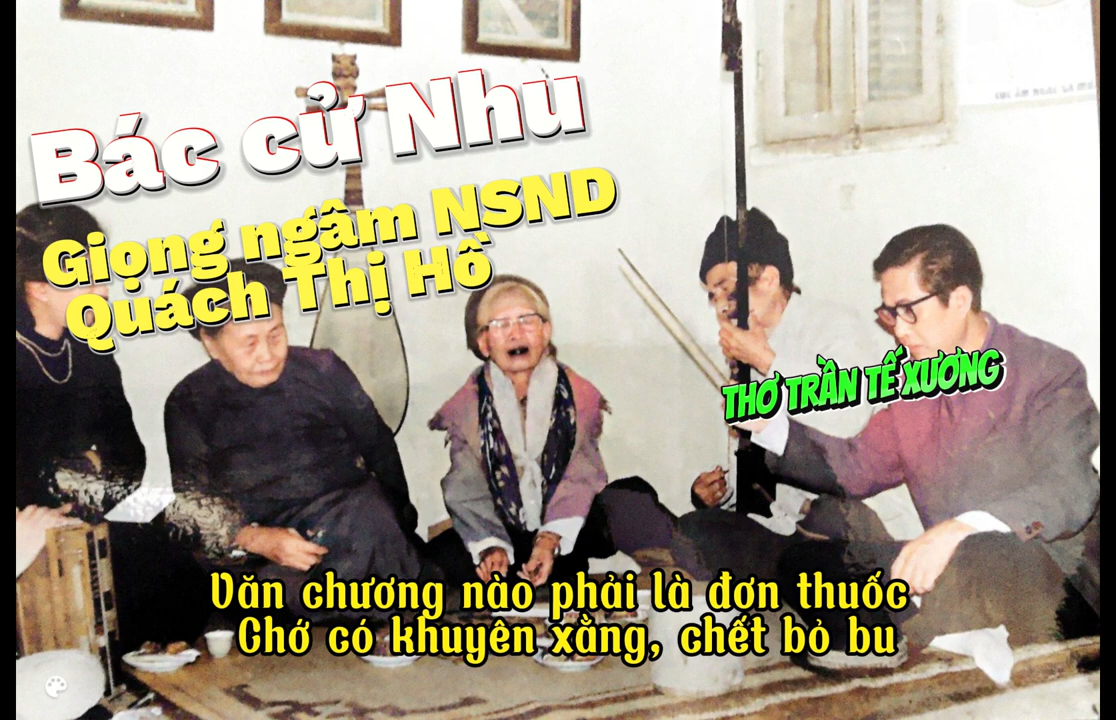 Bác cử Nhu
Giọng ngâm NSND
Quách Thị Hồ
THƠ TRẦN TẾ XƯƠNG
Văn chương nào phải là đơn thuốc
Chớ có khuyên xằng, chết bỏ bu